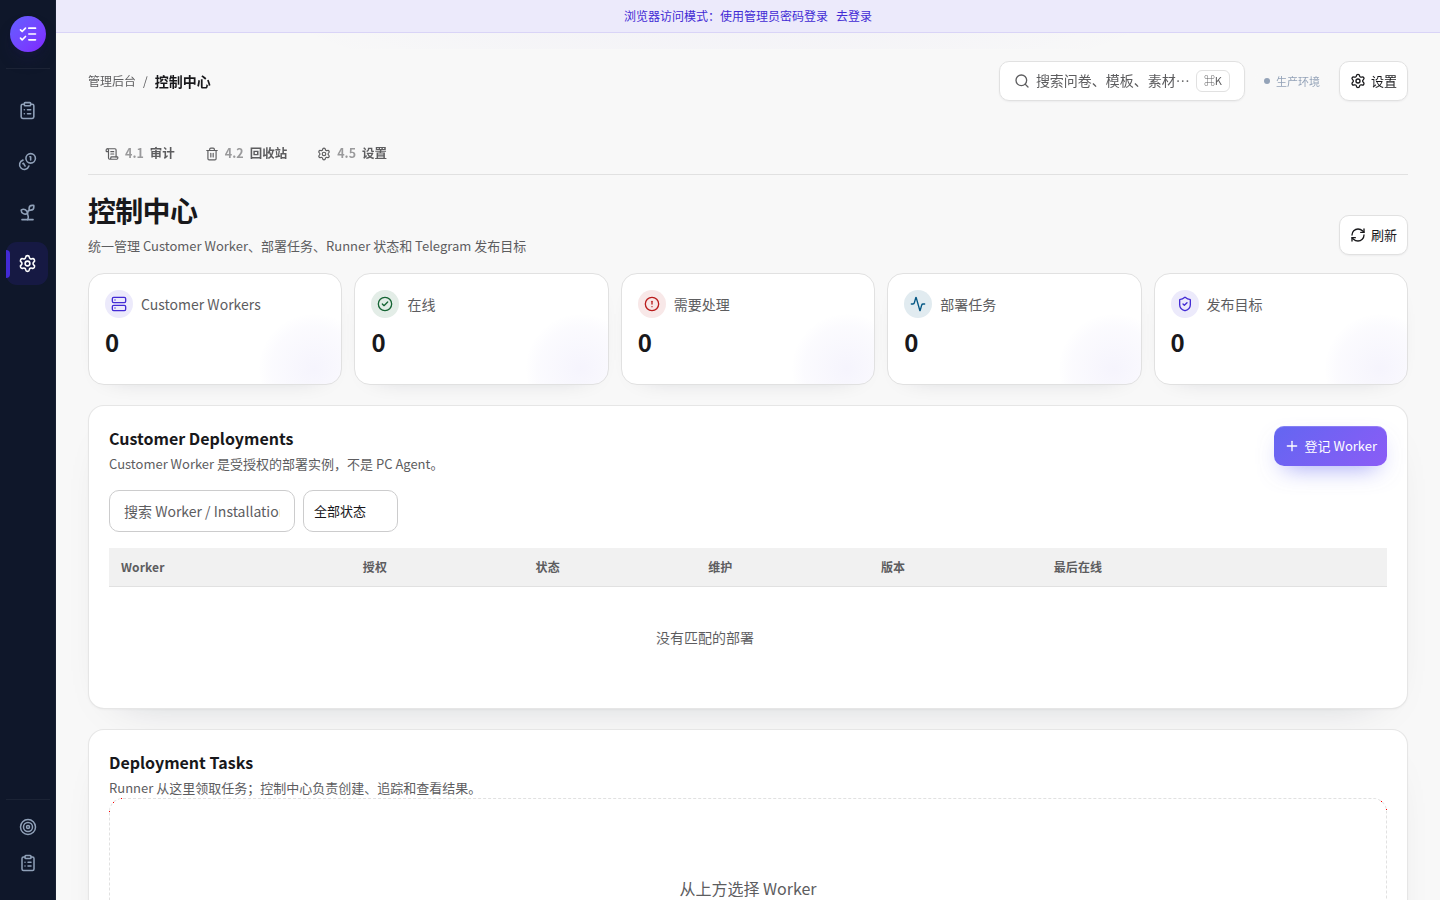 浏览器访问模式：使用管理员密码登录 去登录
管理后台 / 控制中心
搜索问卷、模板、素材… ⌘K
生产环境
设置
4.1 审计
4.2 回收站
4.5 设置
控制中心
统一管理 Customer Worker、部署任务、Runner 状态和 Telegram 发布目标
刷新
Customer Workers
0
在线
0
需要处理
0
部署任务
0
发布目标
0
Customer Deployments
Customer Worker 是受授权的部署实例，不是 PC Agent。
登记 Worker
搜索 Worker / Installatio
全部状态
Worker 授权 状态 维护 版本 最后在线
没有匹配的部署
Deployment Tasks
Runner 从这里领取任务；控制中心负责创建、追踪和查看结果。
从上方选择 Worker